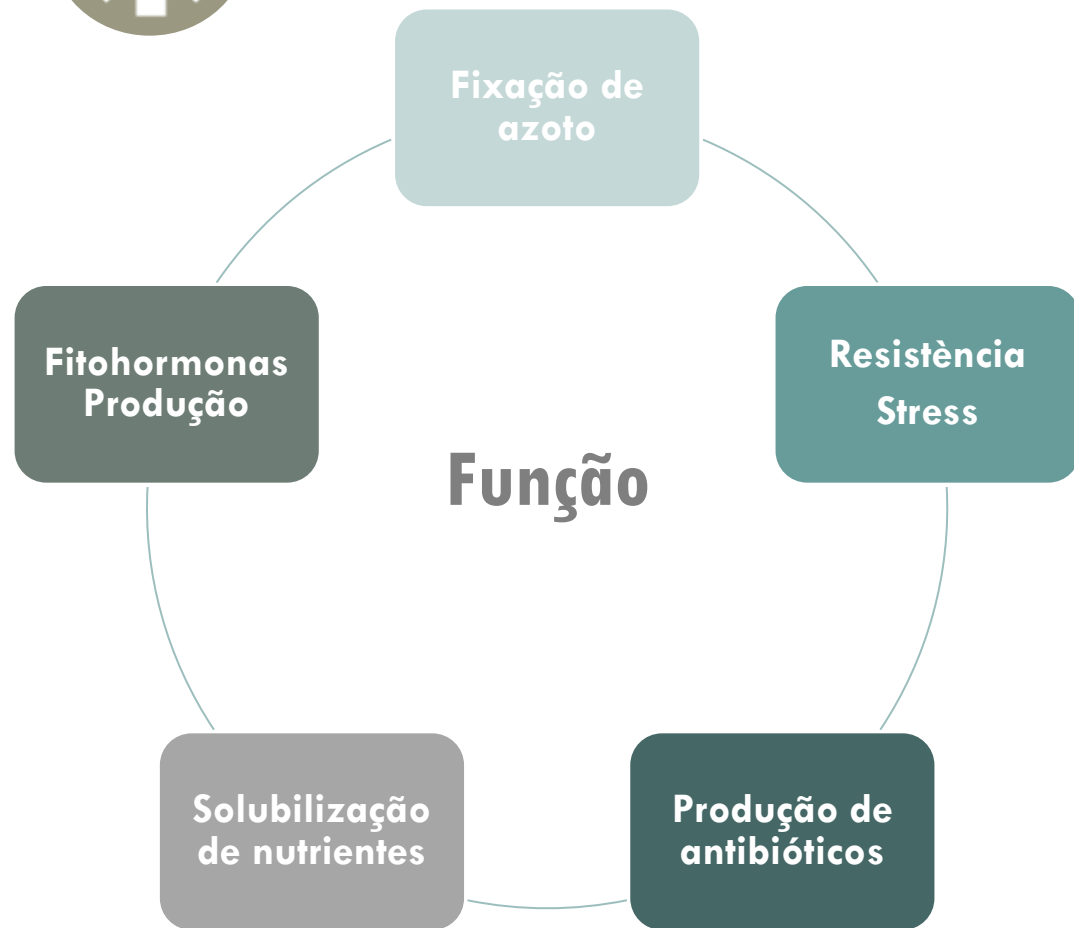 Fixação de
azoto
Resistència
Stress
Produção de
antibióticos
Solubilização
de nutrientes
Fitohormonas
Produção
Função